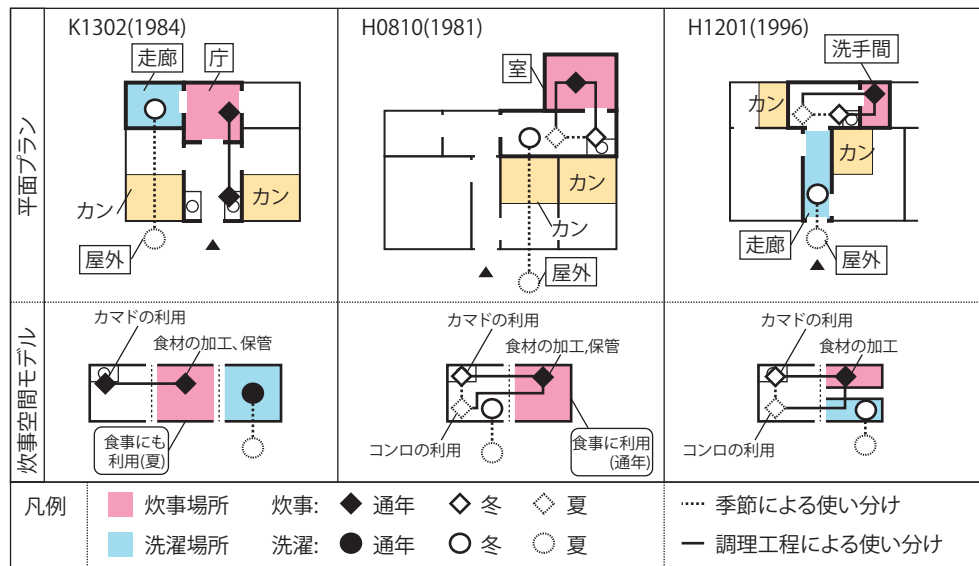 K1302(1984)
走廊
庁
カン
カン
屋外
H0810(1981)
室
カン
カン
屋外
H1201(1996)
洗手間
カン
カン
走廊
屋外
平面プラン
カマドの利用
食材の加工、保管
食事にも
利用(夏)
カマドの利用
食材の加工,保管
コンロの利用
食事に利用
(通年)
カマドの利用
食材の加工
コンロの利用
炊事空間モデル
凡例
炊事場所
炊事:
通年
冬
夏
季節による使い分け
洗濯場所
洗濯:
通年
冬
夏
調理工程による使い分け